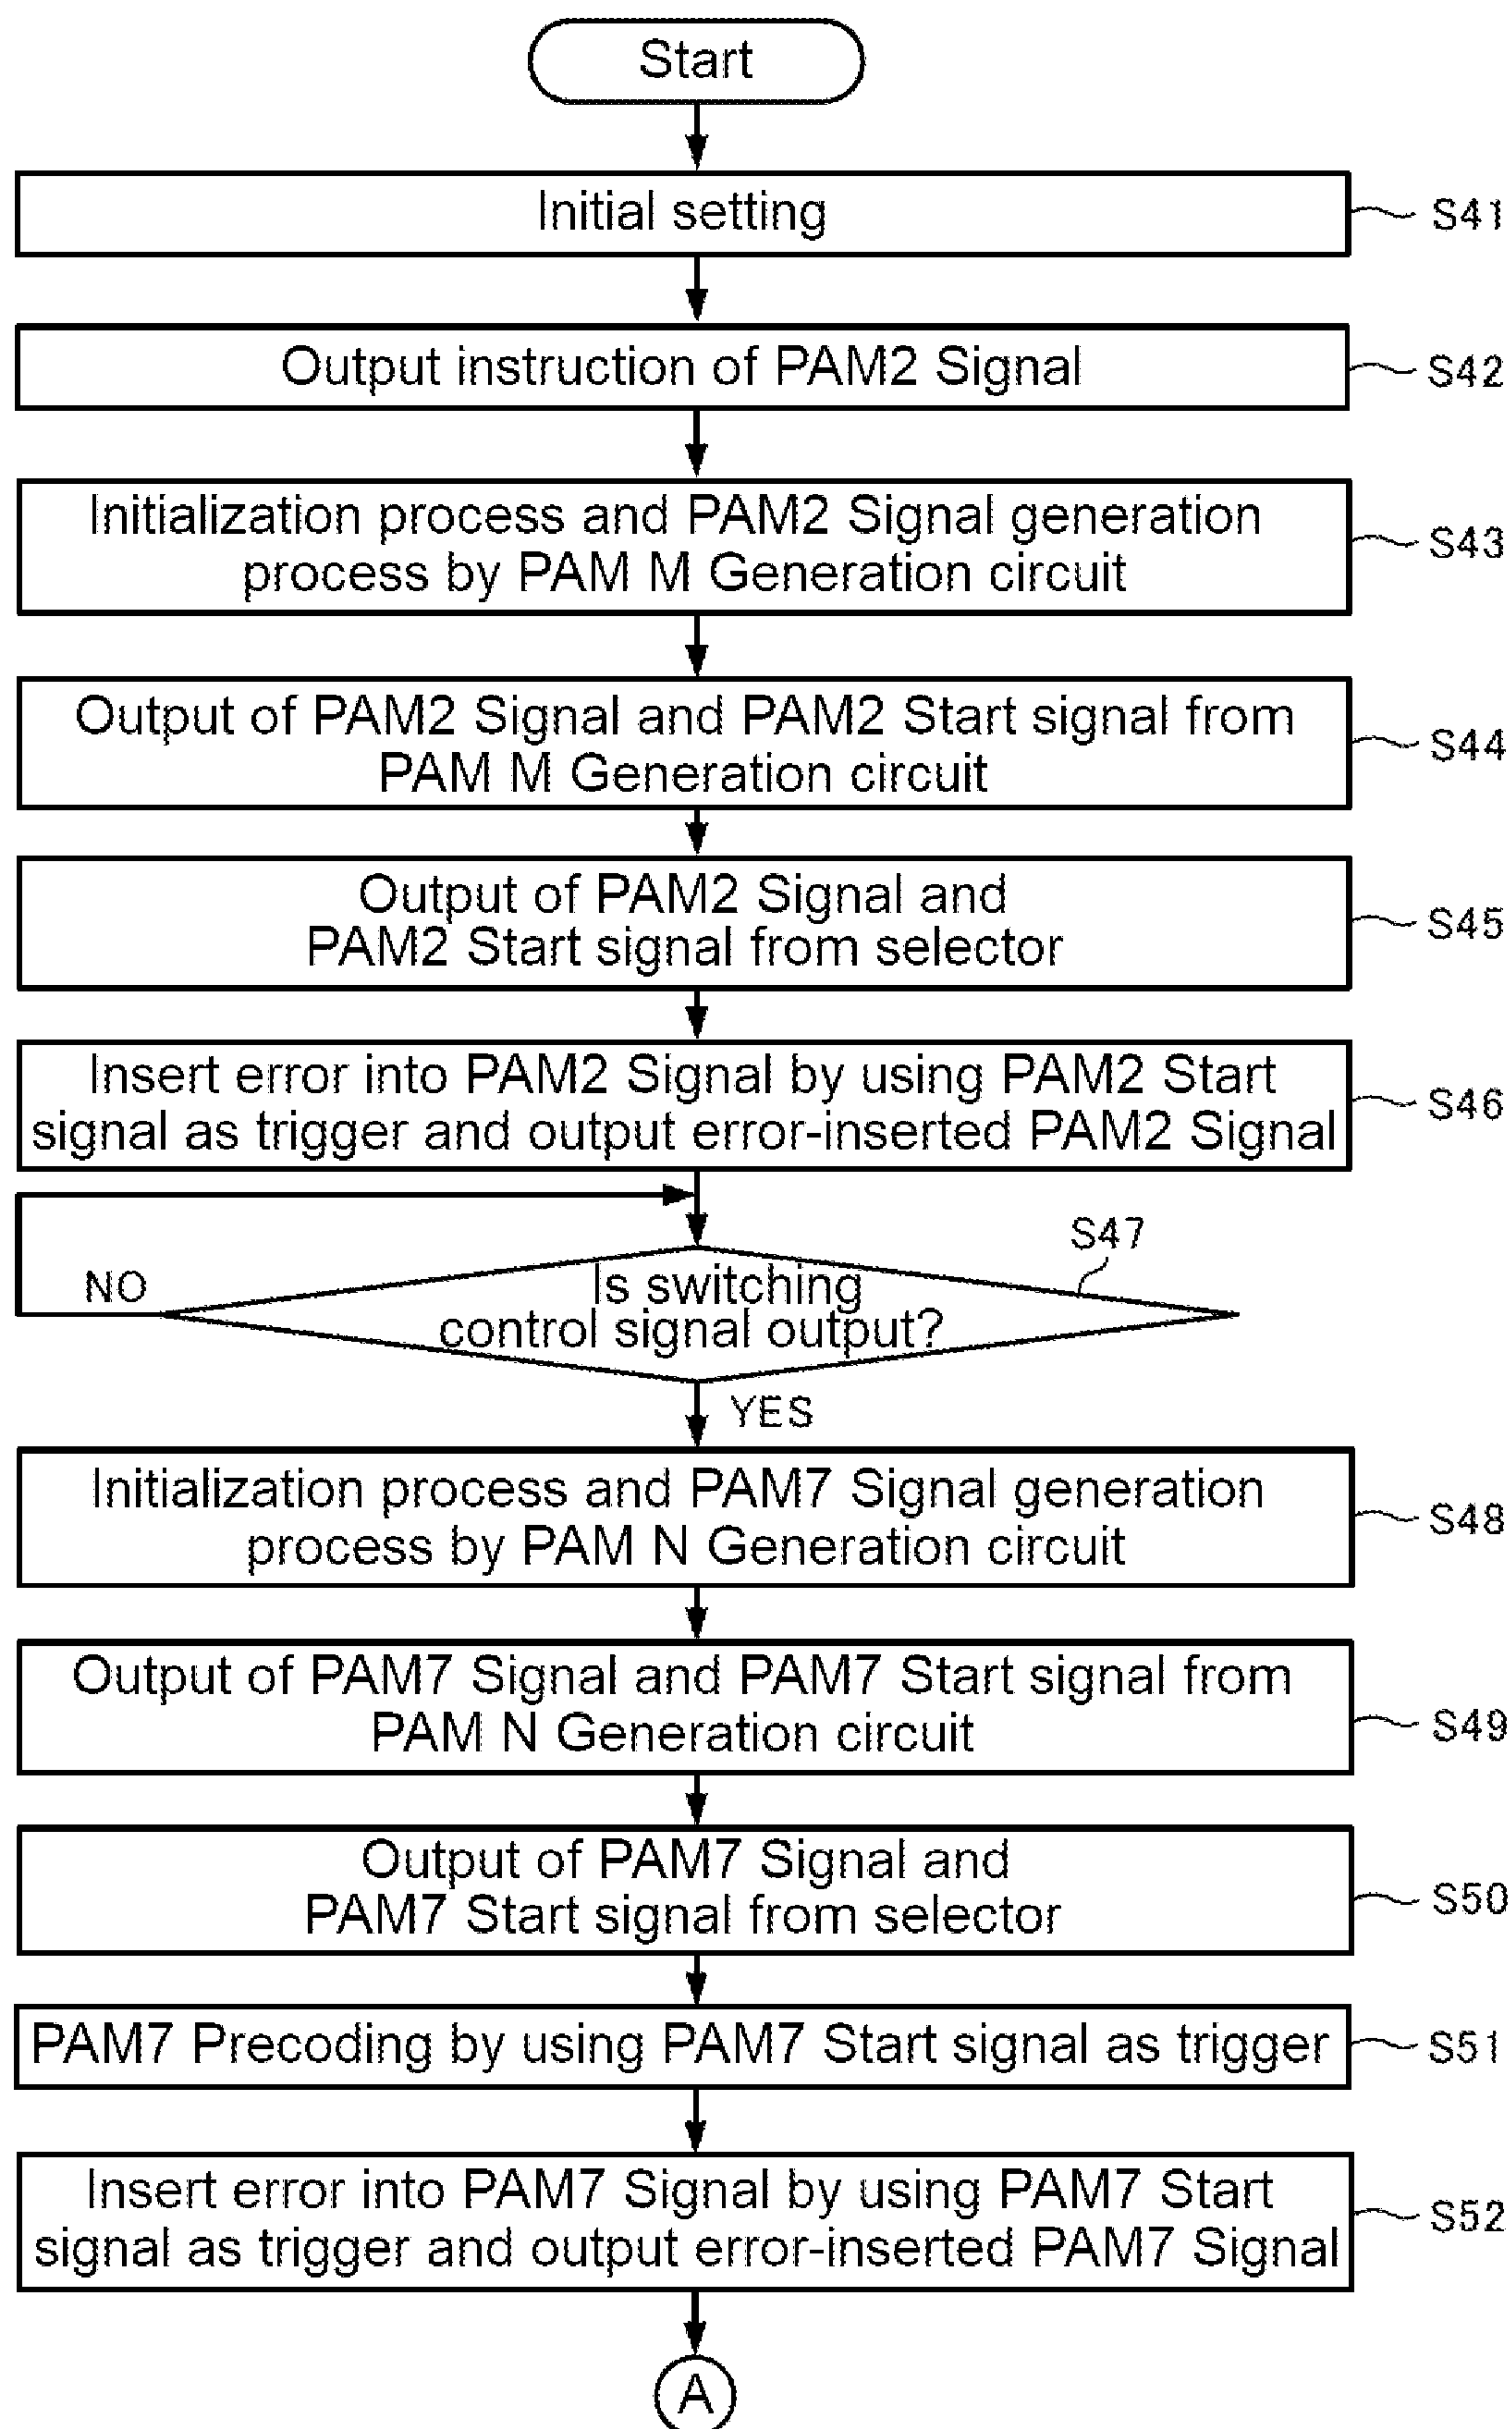 Start
Initial setting
S41
Output instruction of PAM2 Signal
S42
Initialization process and PAM2 Signal generation
process by PAM M Generation circuit
S43
Output of PAM2 Signal and PAM2 Start signal from
PAM M Generation circuit
S44
Output of PAM2 Signal and
PAM2 Start signal from selector
S45
Insert error into PAM2 Signal by using PAM2 Start
signal as trigger and output error-inserted PAM2 Signal
S46
S47
NO
Is switching
control signal output?
YES
Initialization process and PAM7 Signal generation
process by PAM N Generation circuit
S48
Output of PAM7 Signal and PAM7 Start signal from
PAM N Generation circuit
S49
Output of PAM7 Signal and
PAM7 Start signal from selector
S50
PAM7 Precoding by using PAM7 Start signal as trigger
S51
Insert error into PAM7 Signal by using PAM7 Start
signal as trigger and output error-inserted PAM7 Signal
S52
A